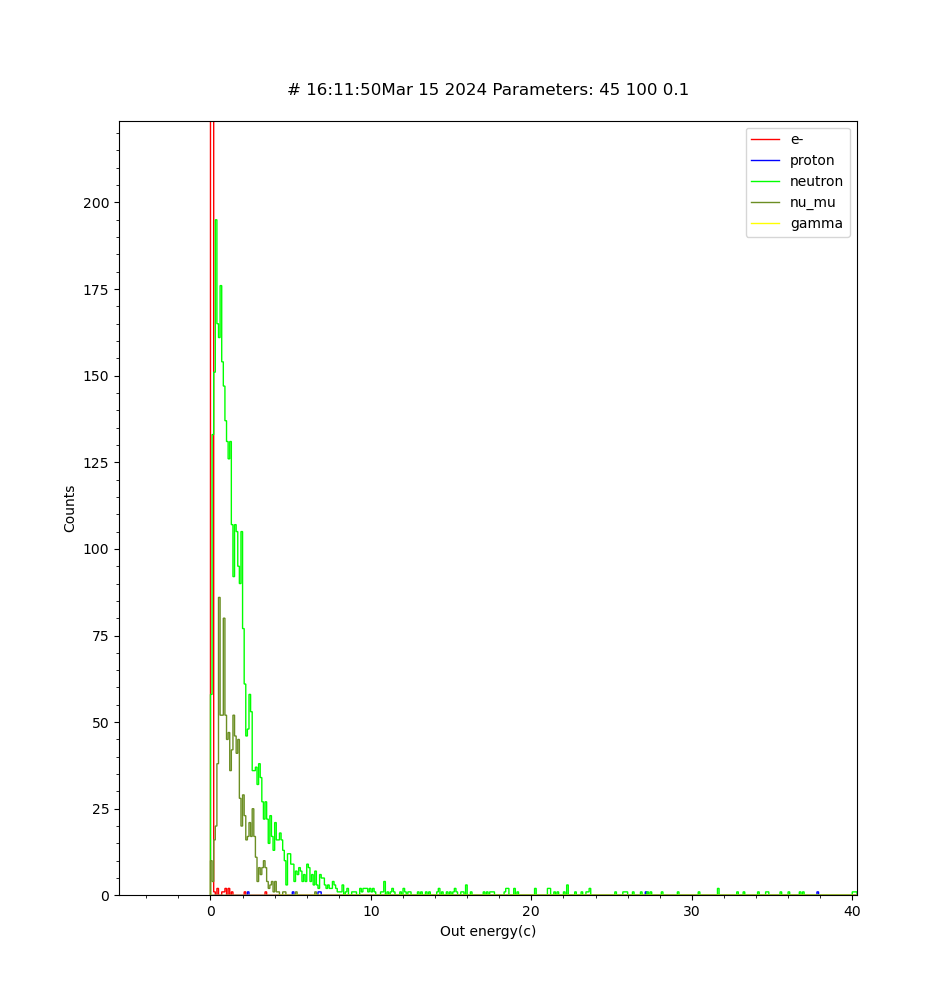 # 16:11:50Mar 15 2024 Parameters: 45 100 0.1
e-
proton
neutron
nu_mu
gamma
200
175
150
125
100
75
50
25
0
Counts
0 10 20 30 40
Out energy(c)